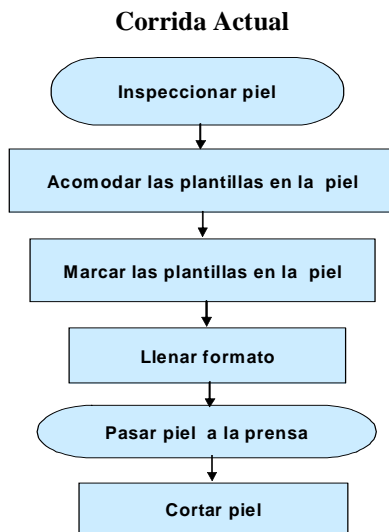 Corrida Actual
Inspeccionar piel
Acomodar las plantillas en la piel
Marcar las plantillas en la piel
Llenar formato
Pasar piel a la prensa
Cortar piel